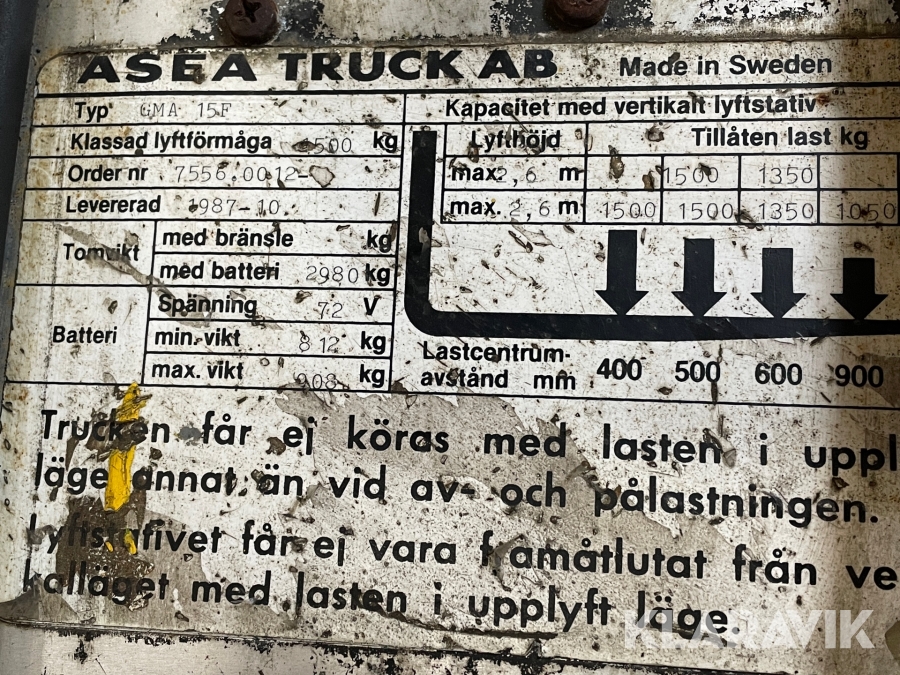 ASEA TRUCK AB Made in Sweden
Typ GMA 15F
Kapacitet med vertikalt lyftstativ
Klassad lyftförmåga 1500 kg
Lyfthöjd Tillåten last kg
Order nr 7556.0012-
max 2,6 m 1500 1350
Levererad 1987-10
max. 2,6 m 1500 1500 1350 1050
Tomvikt med bränsle kg
med batteri 2980 kg
Batteri Spänning 72 V
min. vikt 812 kg
max. vikt 908 kg
Lastcentrum-
avstånd mm 400 500 600 900
Trucken får ej köras med lasten i uppl
läge annat än vid av- och pålastningen.
Lyftstativet får ej vara framåtlutat från ve
kalläget med lasten i upplyft läge.
KLARAVIK